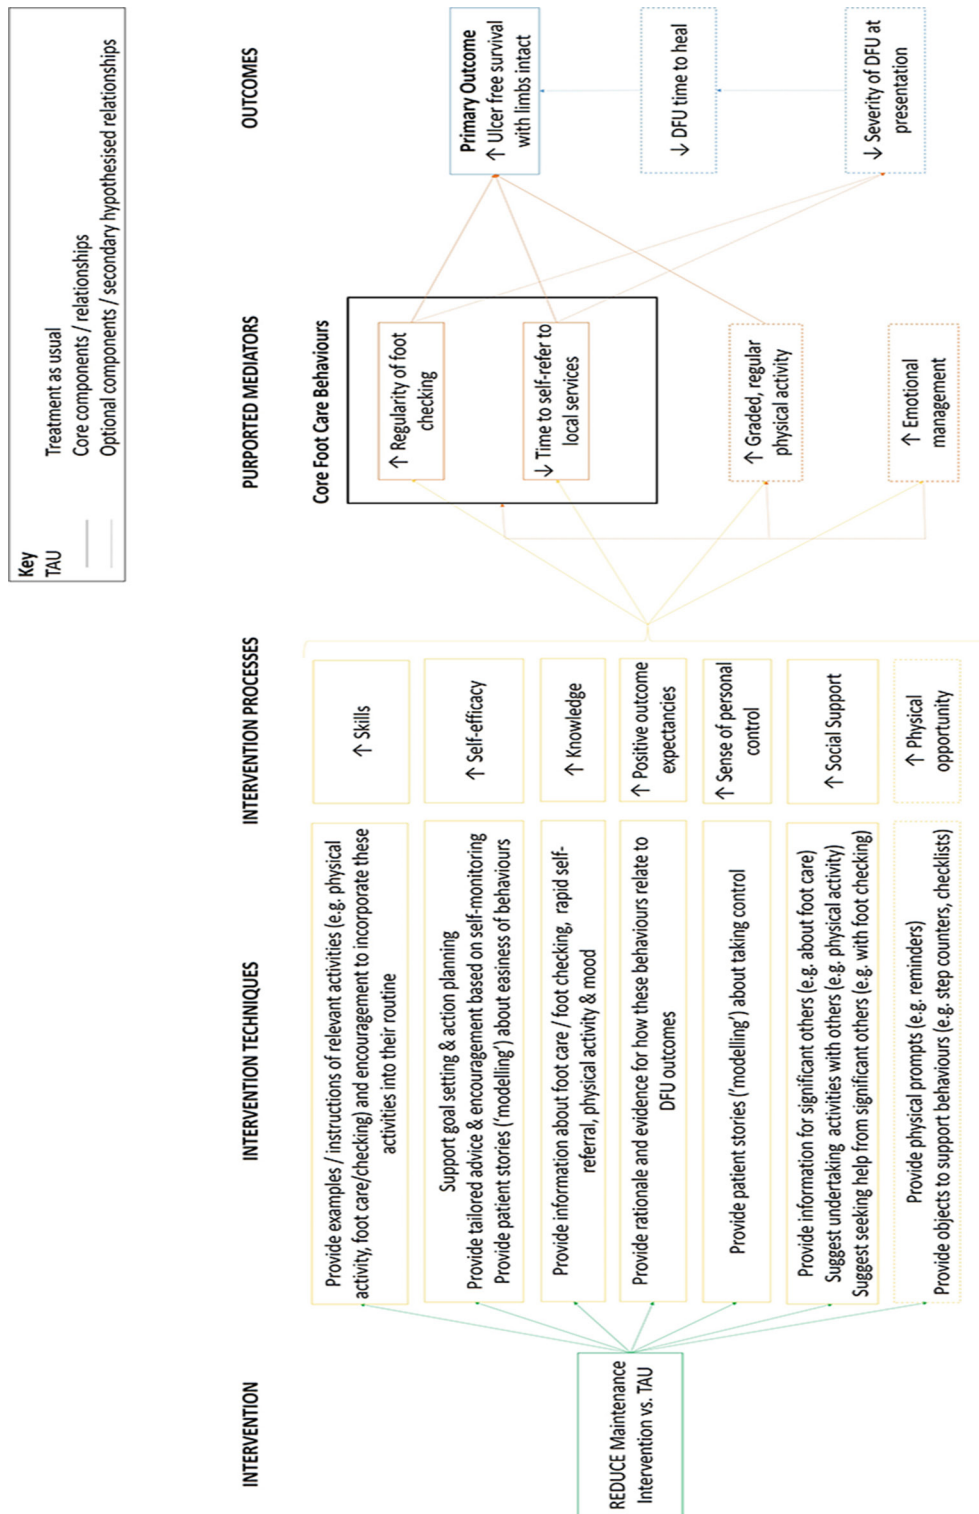 Key
TAU Treatment as usual
Core components / relationships
Optional components / secondary hypothesised relationships
INTERVENTION
INTERVENTION TECHNIQUES
INTERVENTION PROCESSES
PURPORTED MEDIATORS
OUTCOMES
REDUCE Maintenance
Intervention vs. TAU
Provide examples / instructions of relevant activities (e.g. physical
activity, foot care/checking) and encouragement to incorporate these
activities into their routine
Support goal setting & action planning
Provide tailored advice & encouragement based on self-monitoring
Provide patient stories ('modelling') about easiness of behaviours
Provide information about foot care / foot checking, rapid self-
referral, physical activity & mood
Provide rationale and evidence for how these behaviours relate to
DFU outcomes
Provide patient stories ('modelling') about taking control
Provide information for significant others (e.g. about foot care)
Suggest undertaking activities with others (e.g. physical activity)
Suggest seeking help from significant others (e.g. with foot checking)
Provide physical prompts (e.g. reminders)
Provide objects to support behaviours (e.g. step counters, checklists)
↑ Skills
↑ Self-efficacy
↑ Knowledge
↑ Positive outcome
expectancies
↑ Sense of personal
control
↑ Social Support
↑ Physical
opportunity
Core Foot Care Behaviours
↑ Regularity of foot
checking
↓ Time to self-refer to
local services
↑ Graded, regular
physical activity
↑ Emotional
management
Primary Outcome
↑ Ulcer free survival
with limbs intact
↓ DFU time to heal
↓ Severity of DFU at
presentation